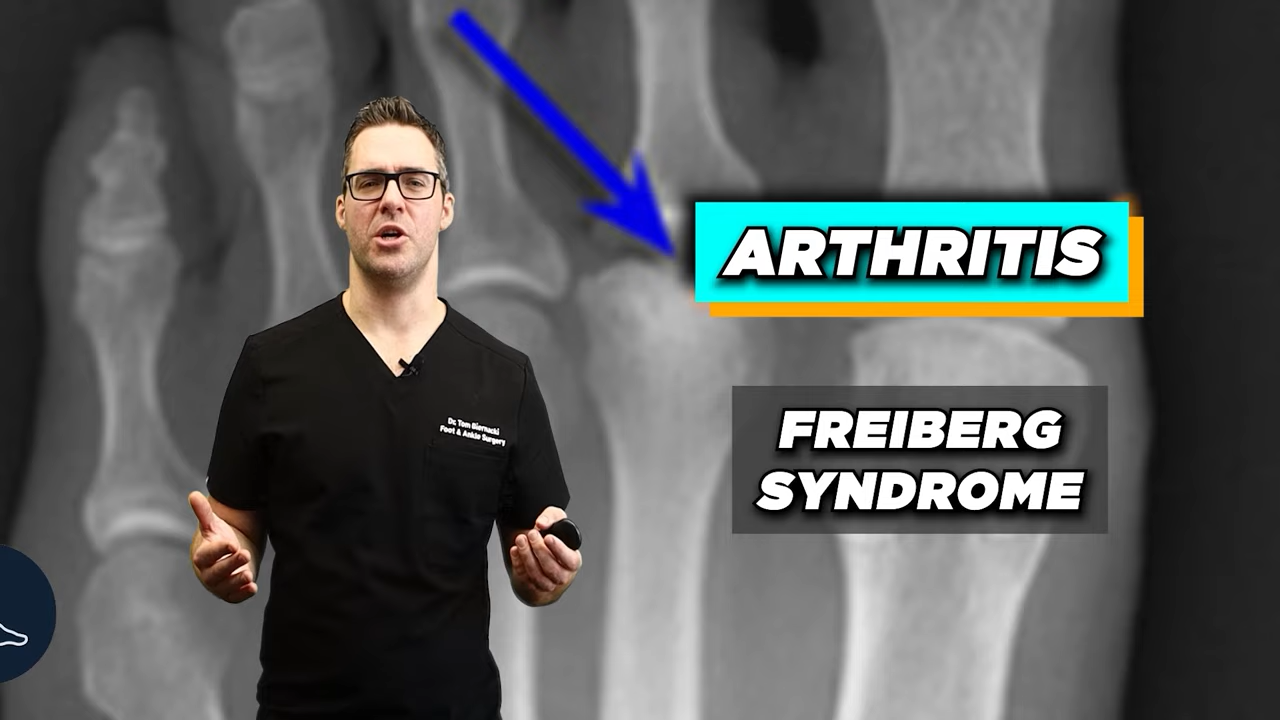 ARTHRITIS
FREIBERG
SYNDROME
Dr. Tom Biernacki
Foot & Ankle Surgery